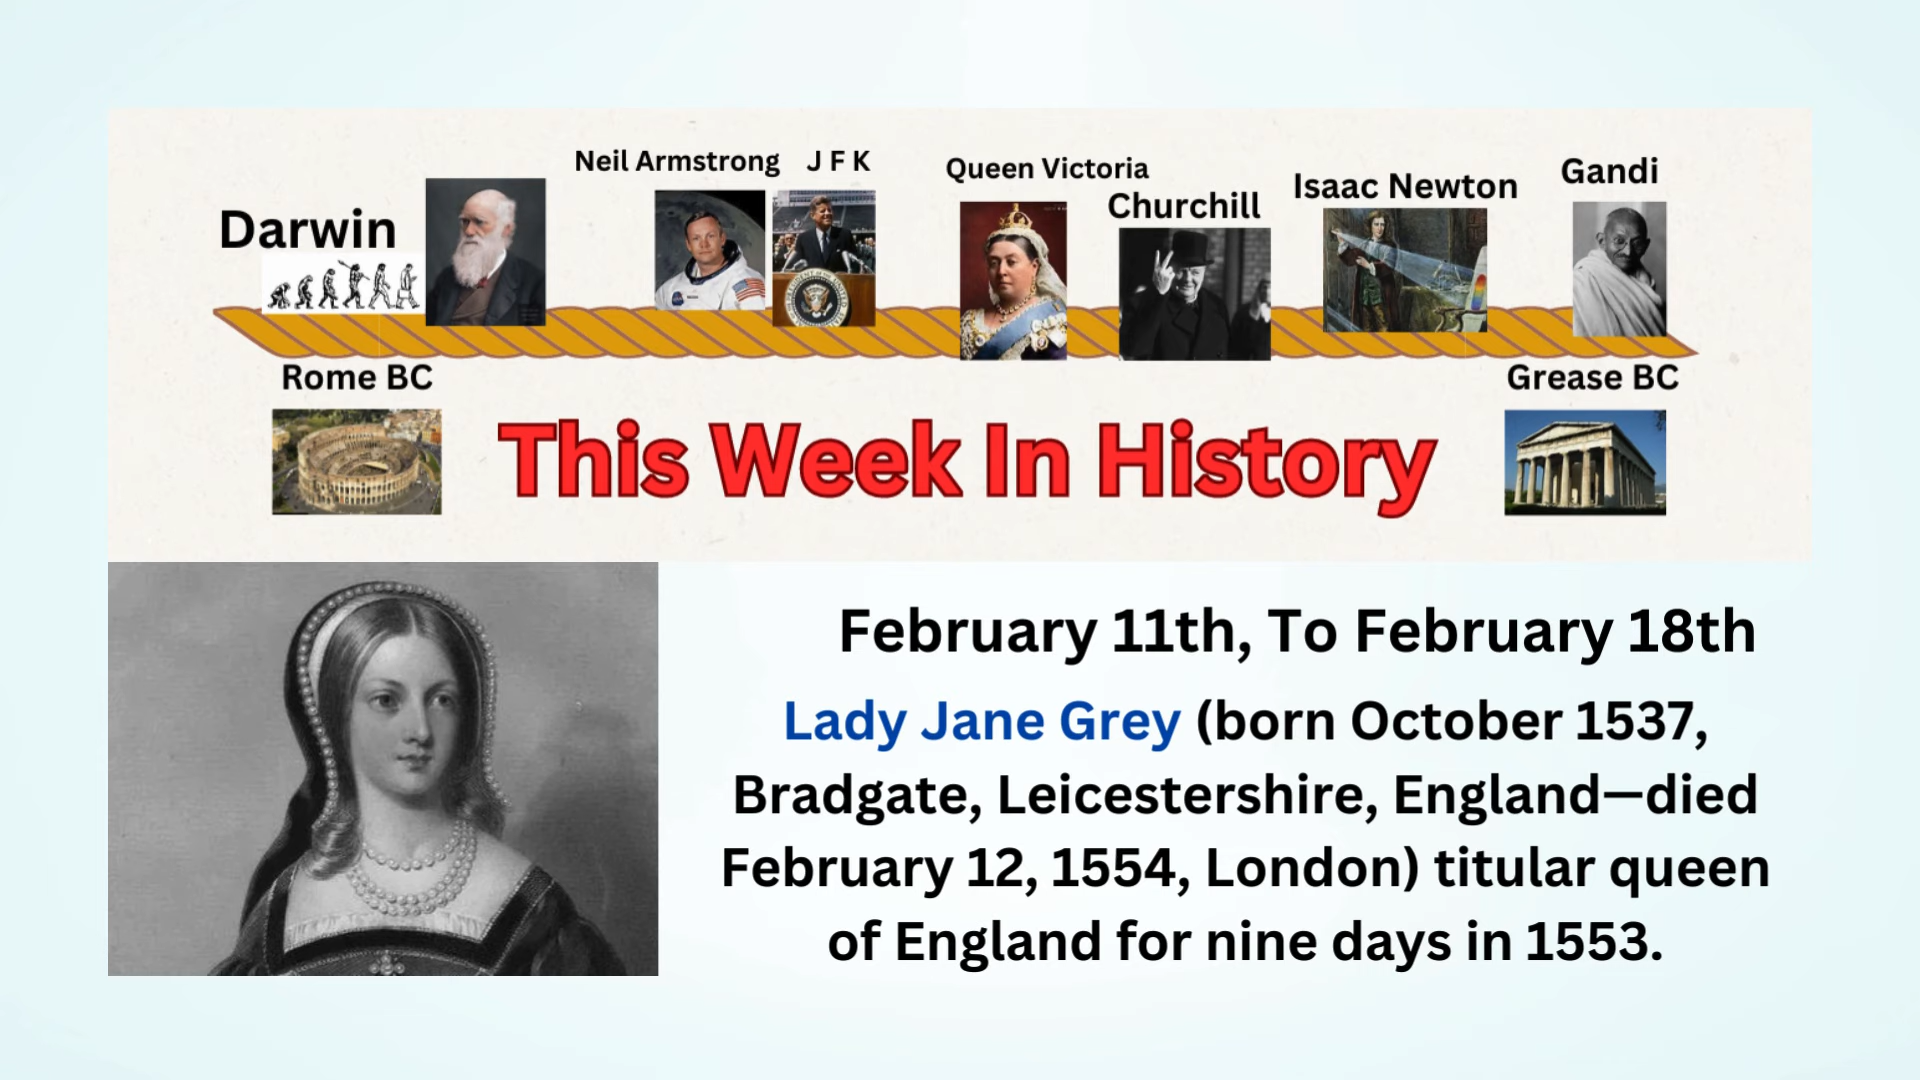 Neil Armstrong
J F K
Queen Victoria
Gandi
Isaac Newton
Churchill
Darwin
Rome BC
Grease BC
This Week In History
February 11th, To February 18th
Lady Jane Grey (born October 1537,
Bradgate, Leicestershire, England—died
February 12, 1554, London) titular queen
of England for nine days in 1553.